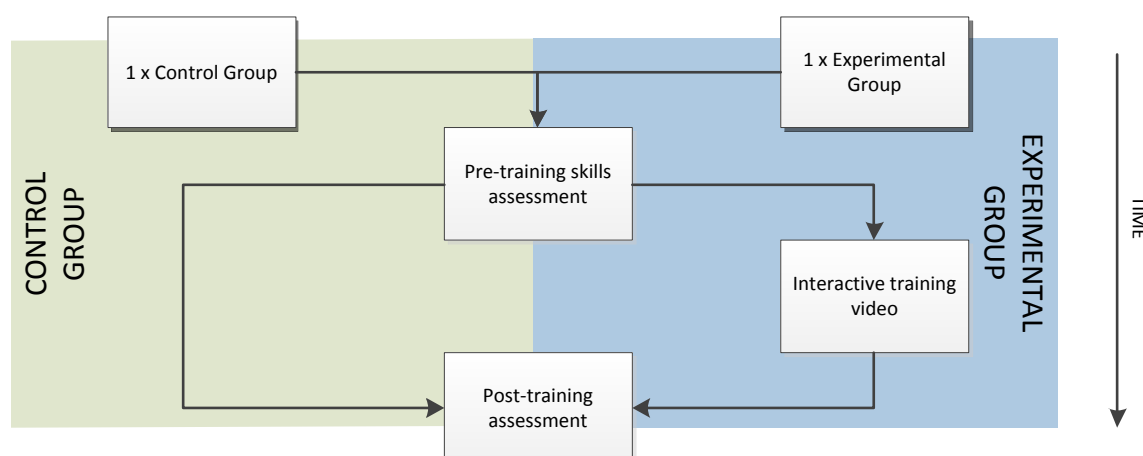 1 x Control Group
1 x Experimental
Group
Pre-training skills
assessment
CONTROL
GROUP
EXPERIMENTAL
GROUP
TIME
Interactive training
video
Post-training
assessment